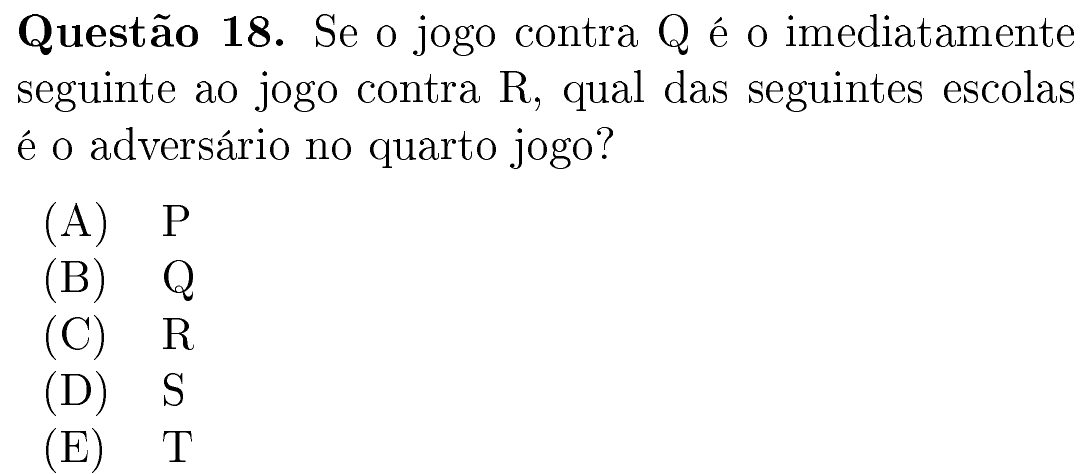 Questão 18. Se o jogo contra Q é o imediatamente
seguinte ao jogo contra R, qual das seguintes escolas
é o adversário no quarto jogo?
(A) P
(B) Q
(C) R
(D) S
(E) T